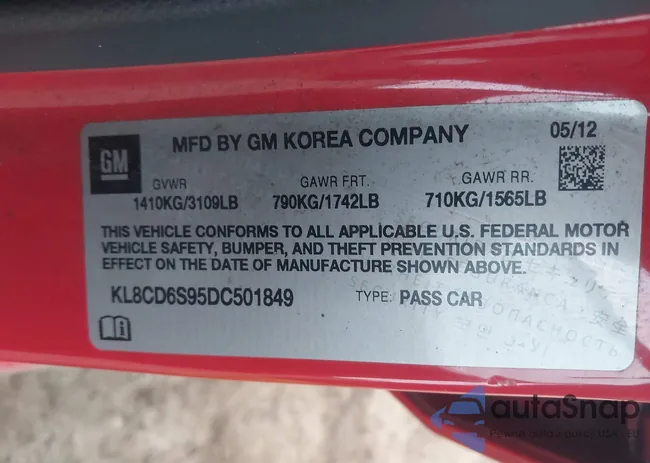 GM
MFD BY GM KOREA COMPANY
05/12
GVWR
GAWR FRT.
GAWR RR.
1410KG/3109LB
790KG/1742LB
710KG/1565LB
THIS VEHICLE CONFORMS TO ALL APPLICABLE U.S. FEDERAL MOTOR
VEHICLE SAFETY, BUMPER, AND THEFT PREVENTION STANDARDS IN
EFFECT ON THE DATE OF MANUFACTURE SHOWN ABOVE.
KL8CD6S95DC501849
TYPE: PASS CAR
SECURITY
ОПАСНОСТЬ
autoSnap